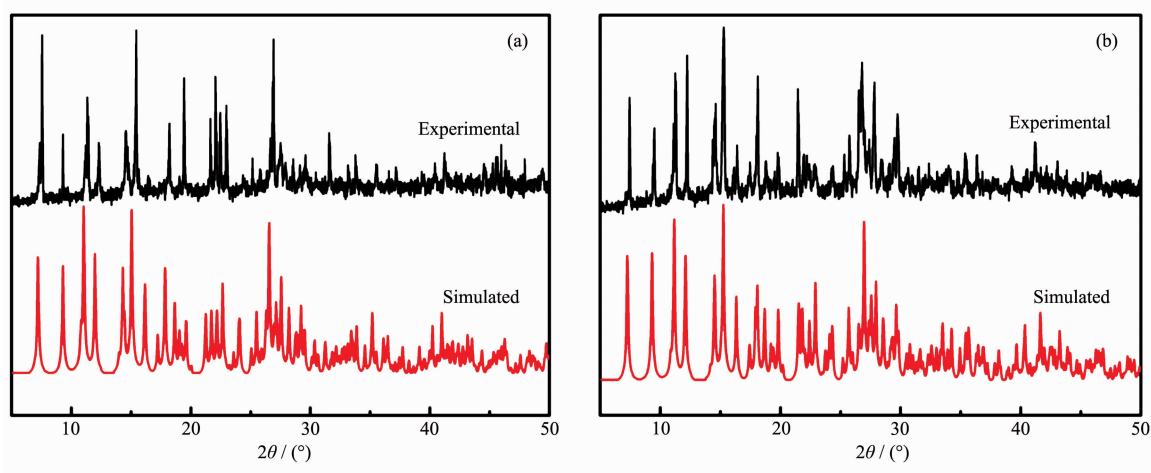 (a)
Experimental
Simulated
10 20 30 40 50
2θ / (°)
(b)
Experimental
Simulated
10 20 30 40 50
2θ / (°)